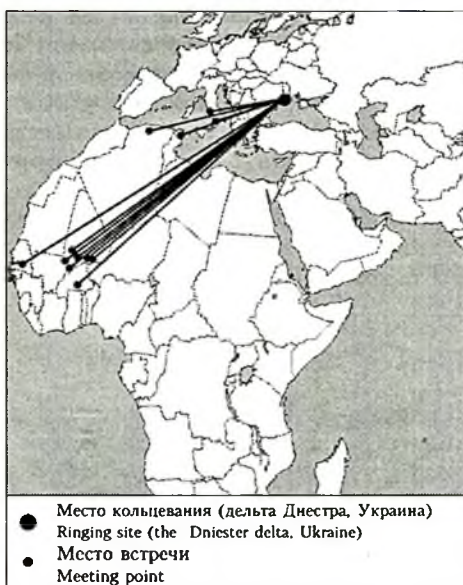 Место кольцевания (дельта Днестра, Украина)
Ringing site (the Dniester delta, Ukraine)
Место встречи
Meeting point